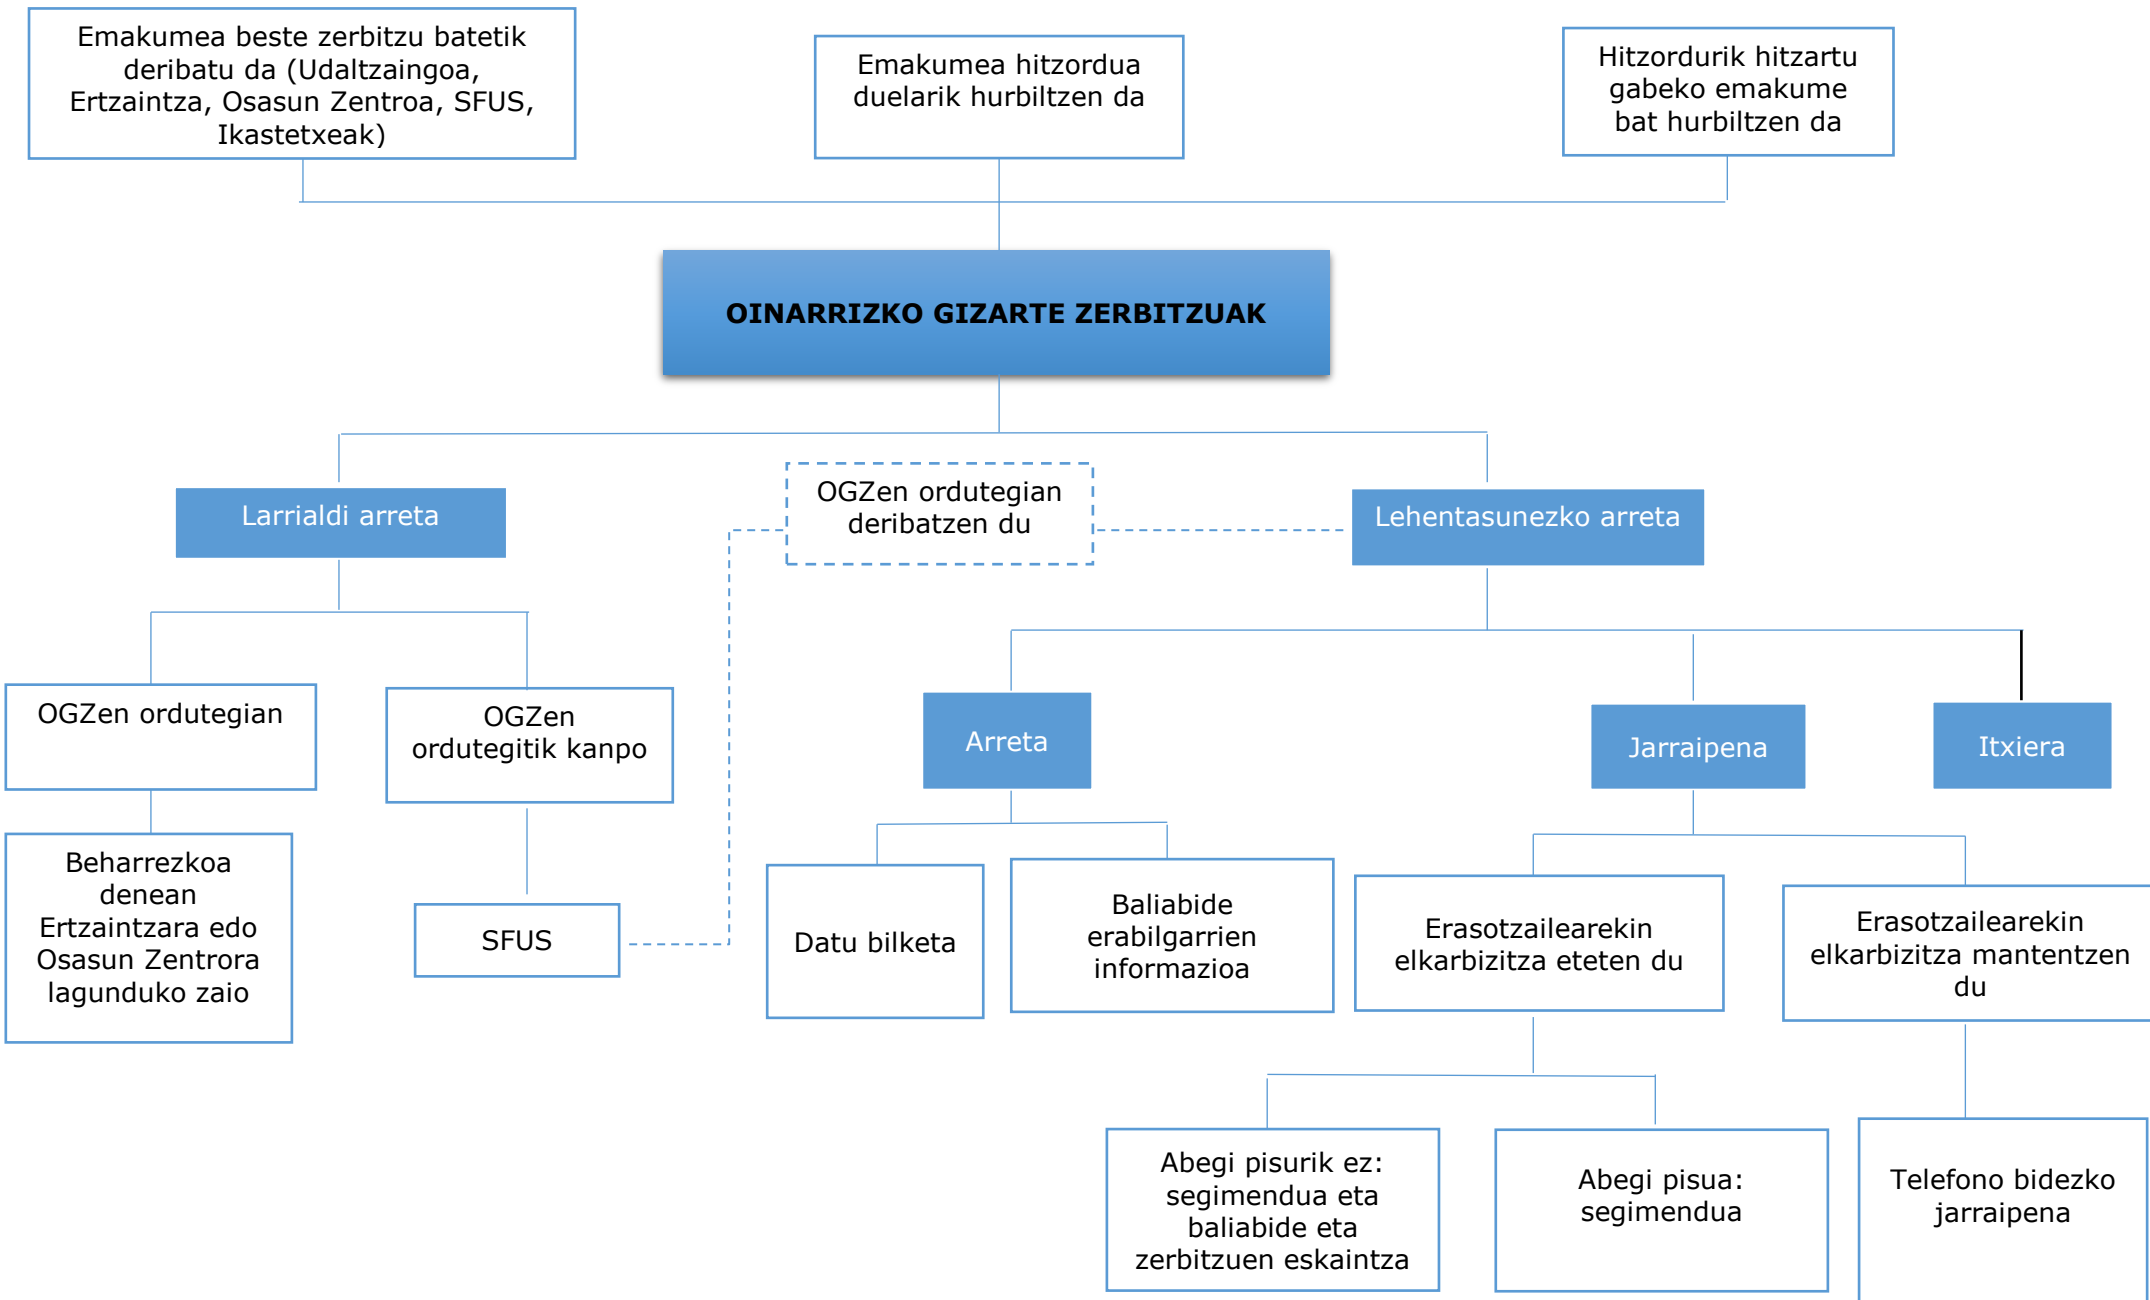 Emakumea beste zerbitzu batetik
deribatu da (Udaltzaingoa,
Ertzaintza, Osasun Zentroa, SFUS,
Ikastetxeak)
Emakumea hitzordua
duelarik hurbiltzen da
Hitzordurik hitzartu
gabeko emakume
bat hurbiltzen da
OINARRIZKO GIZARTE ZERBITZUAK
Larrialdi arreta
OGZen ordutegian
deribatzen du
Lehentasunezko arreta
OGZen ordutegian
OGZen
ordutegitik kanpo
Arreta
Jarraipena
Itxiera
Beharrezkoa
denean
Ertzaintzara edo
Osasun Zentrora
lagunduko zaio
SFUS
Datu bilketa
Baliabide
erabilgarrien
informazioa
Erasotzailearekin
elkarbizitza eteten du
Erasotzailearekin
elkarbizitza mantentzen
du
Abegi pisurik ez:
segimendua eta
baliabide eta
zerbitzuen eskaintza
Abegi pisua:
segimendua
Telefono bidezko
jarraipena